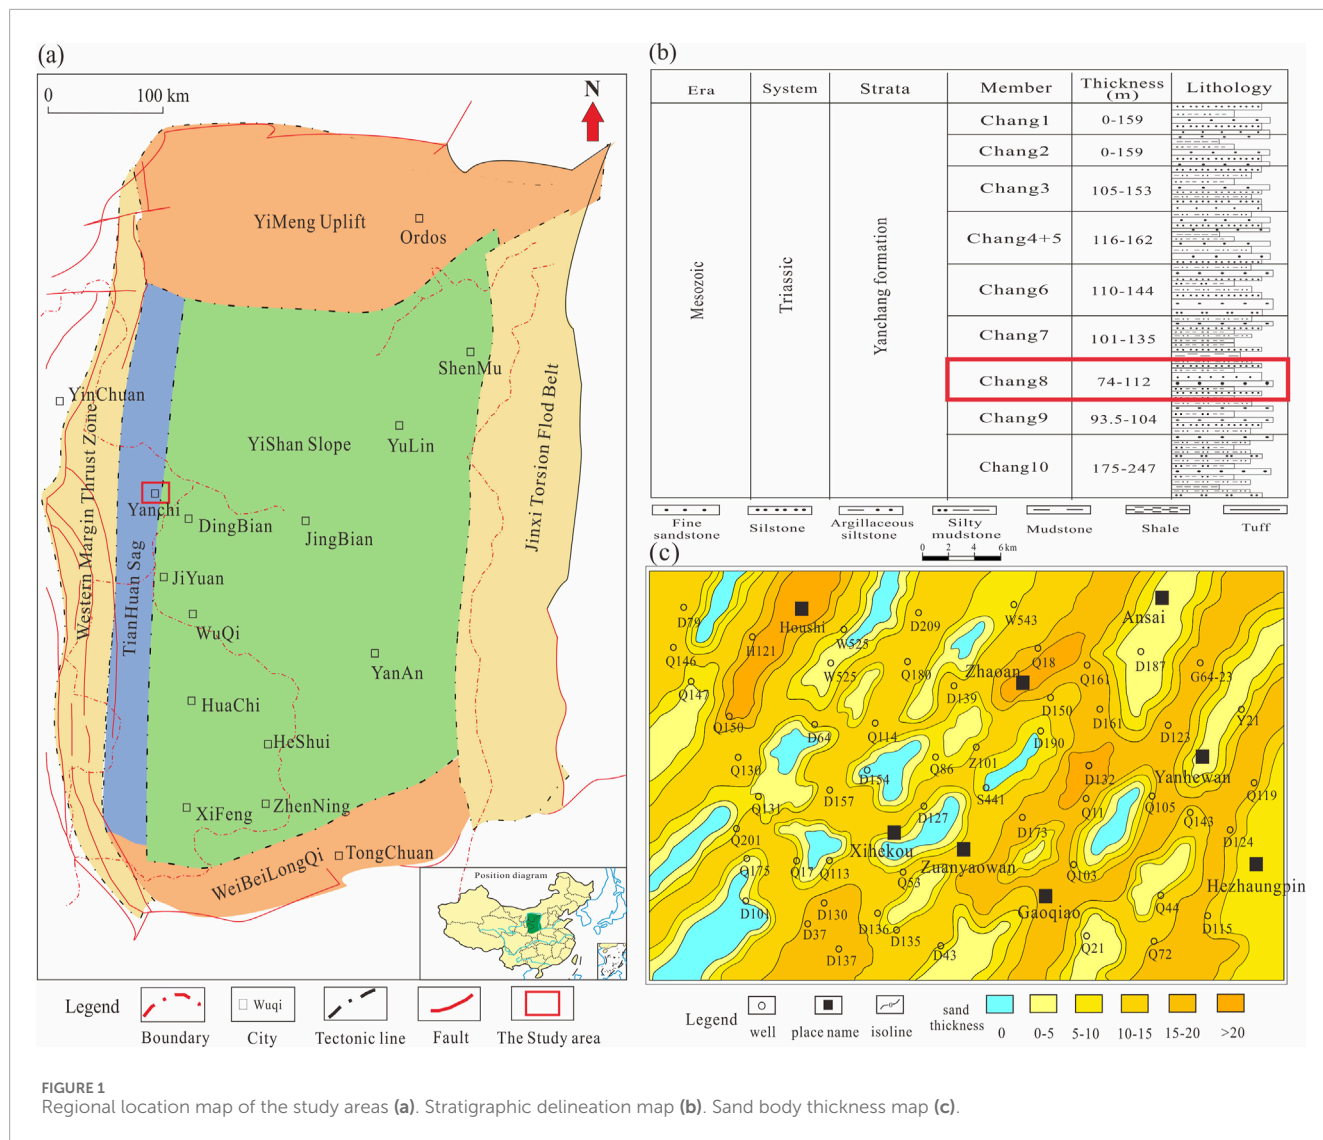 (a)
0 100 km
N
YiMeng Uplift
Ordos
ShenMu
YinChuan
YiShan Slope
YuLin
Western Margin Thrust Zone
TianHuan Sag
Jinxi Torsion Flod Belt
Yanchi
DingBian
JingBian
JiYuan
WuQi
YanAn
HuaChi
HeShui
XiFeng
ZhenNing
TongChuan
WeiBeiLongQi
Position diagram
Legend
Wuqi
Boundary
City
Tectonic line
Fault
The Study area
(b)
Era System Strata Member Thickness (m) Lithology
Mesozoic
Triassic
Yanchang formation
Chang1 0-159
Chang2 0-159
Chang3 105-153
Chang4+5 116-162
Chang6 110-144
Chang7 101-135
Chang8 74-112
Chang9 93.5-104
Chang10 175-247
Fine sandstone
Silstone
Argillaceous siltstone
Silty mudstone
Mudstone
Shale
Tuff
(c)
0 2 4 6 km
D79
Houshi
H121
W525
D209
W543
Ansai
Q146
W525
Q180
Zhaoan
Q18
D187
Q161
G64-23
Q147
D139
D150
D161
Y21
Q150
D64
Q114
D190
D123
Q130
D154
Q86
Z101
D132
Yanhewan
Q119
Q131
D157
S441
Q11
Q105
Q143
D127
D173
D124
Q201
Xihekou
Zuanyaowan
Q175
Q17
Q113
Q53
Q103
Hezhaungpin
D101
D130
Gaoqiao
Q44
D37
D136
D135
D115
D137
D43
Q21
Q72
Legend
well
place name
isoline
sand thickness
0
0-5
5-10
10-15
15-20
>20
FIGURE 1
Regional location map of the study areas (a). Stratigraphic delineation map (b). Sand body thickness map (c).